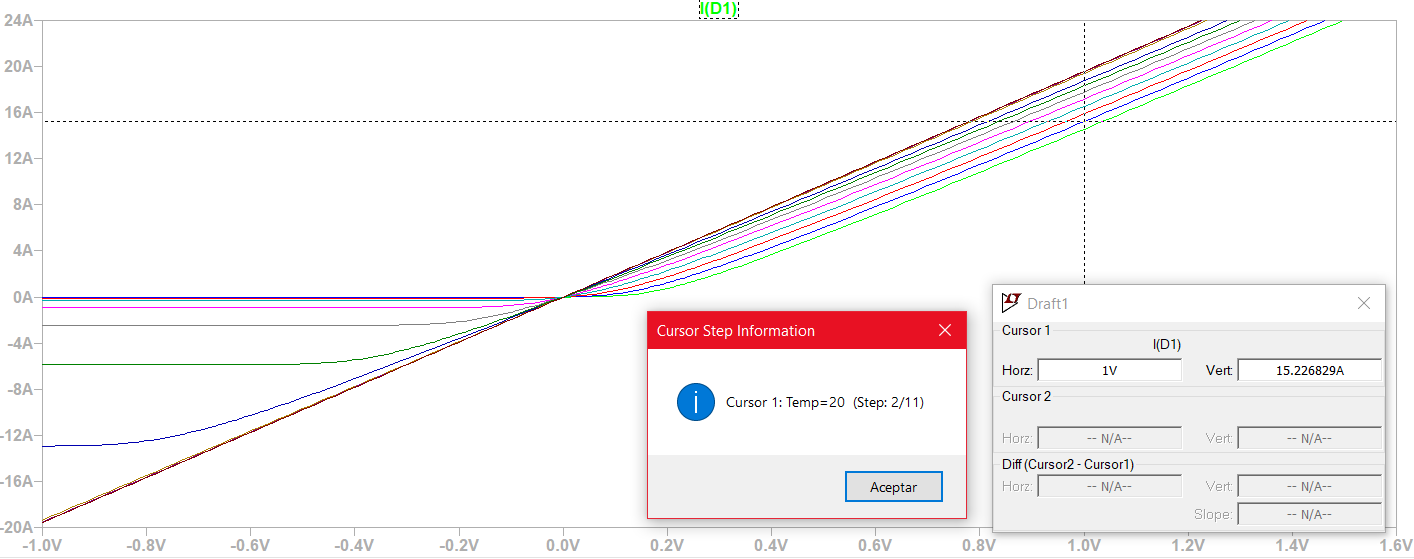 I(D1)
24A
20A
16A
12A
8A
4A
0A
-4A
-8A
-12A
-16A
-20A
-1.0V -0.8V -0.6V -0.4V -0.2V 0.0V 0.2V 0.4V 0.6V 0.8V 1.0V 1.2V 1.4V 1.6V
Cursor Step Information
Cursor 1: Temp=20 (Step: 2/11)
Aceptar
Draft1
Cursor 1
I(D1)
Horz: 1V Vert: 15.226829A
Cursor 2
Horz: -- N/A-- Vert: -- N/A--
Diff (Cursor2 - Cursor1)
Horz: -- N/A-- Vert: -- N/A--
Slope: -- N/A--